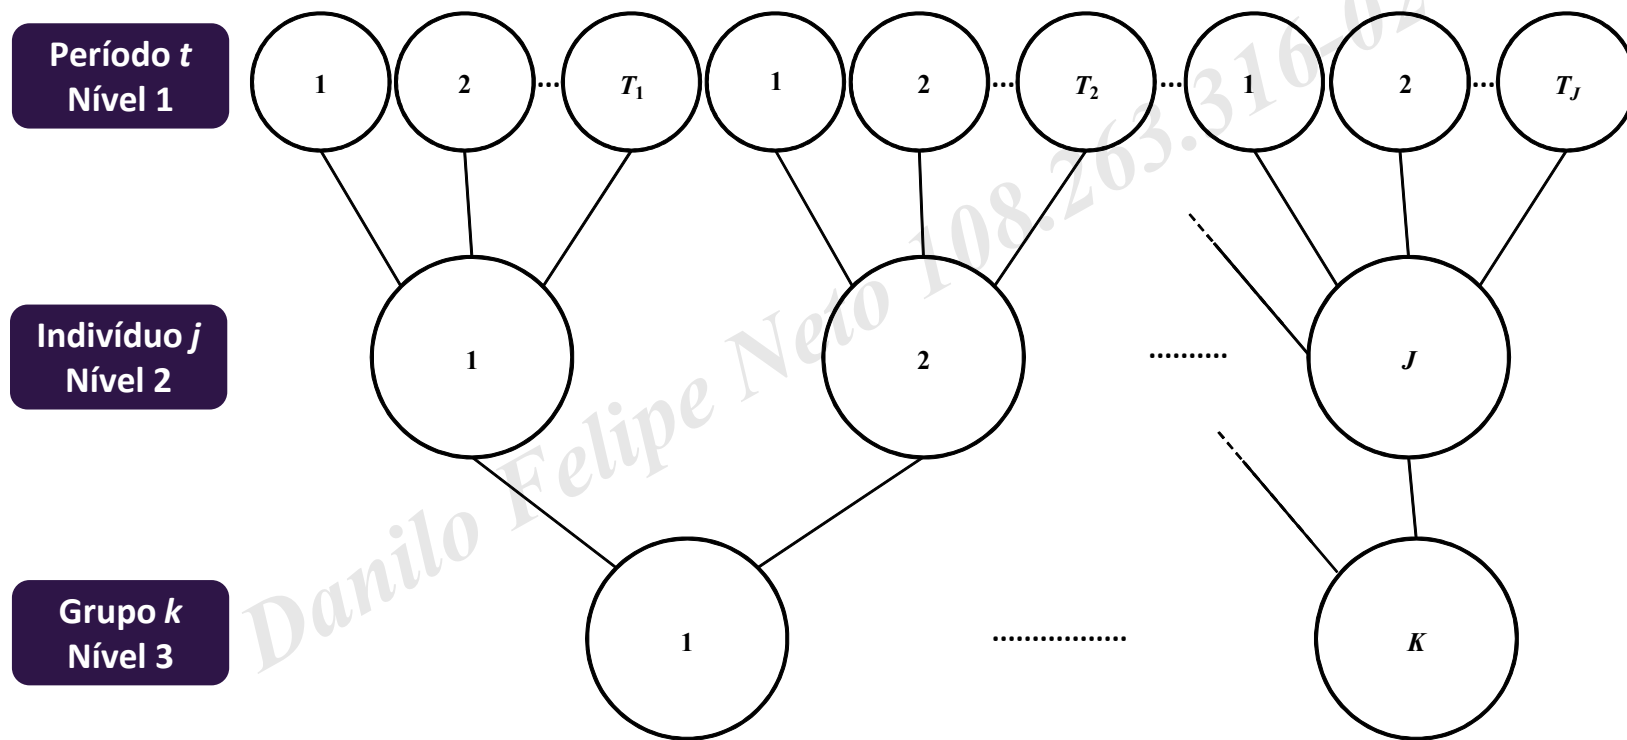 Período t
Nível 1
1 2 ... T1 1 2 ... T2 ... 1 2 ... TJ
Indivíduo j
Nível 2
1 2 .......... J
Grupo k
Nível 3
1 ................ K
Danilo Felipe Neto 108.263.316-02